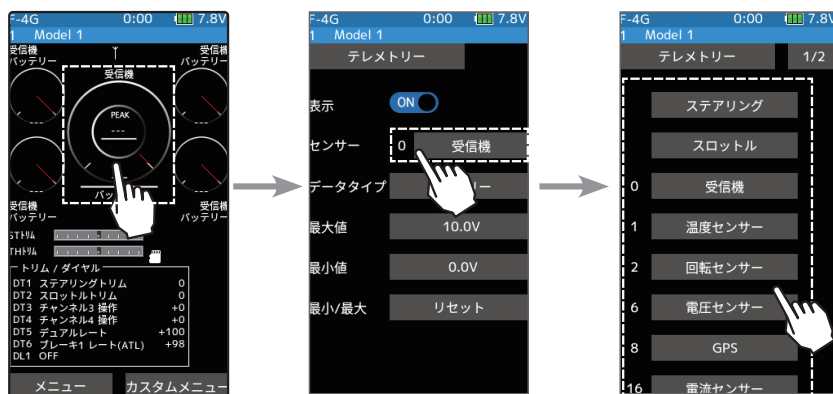 F-4G 0:00 7.8V
1 Model 1
受信機
バッテリー
受信機
受信機
バッテリー
PEAK
---
受信機
バッテリー
受信機
バッテリー
STトリム
THトリム
トリム / ダイヤル
DT1 ステアリングトリム 0
DT2 スロットルトリム 0
DT3 チャンネル3 操作 +0
DT4 チャンネル4 操作 +0
DT5 デュアルレート +100
DT6 ブレーキ1 レート(ATL) +98
DL1 OFF
メニュー カスタムメニュー
F-4G 0:00 7.8V
1 Model 1
テレメトリー
表示 ON
センサー 0 受信機
データタイプ
最大値 10.0V
最小値 0.0V
最小/最大 リセット
F-4G 0:00 7.8V
1 Model 1
テレメトリー 1/2
ステアリング
スロットル
0 受信機
1 温度センサー
2 回転センサー
6 電圧センサー
8 GPS
16 電流センサー